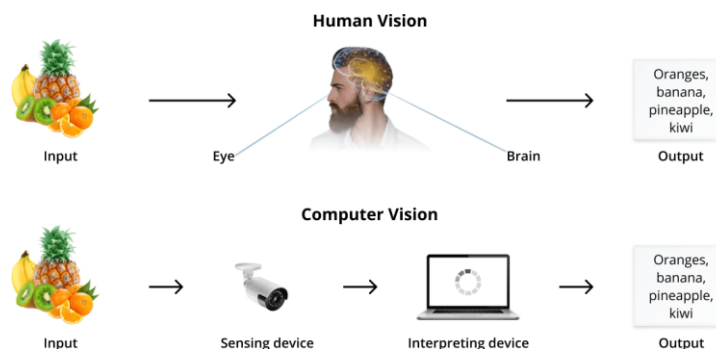 Human Vision
Oranges,
banana,
pineapple,
kiwi
Input
Eye
Brain
Output
Computer Vision
Oranges,
banana,
pineapple,
kiwi
Input
Sensing device
Interpreting device
Output